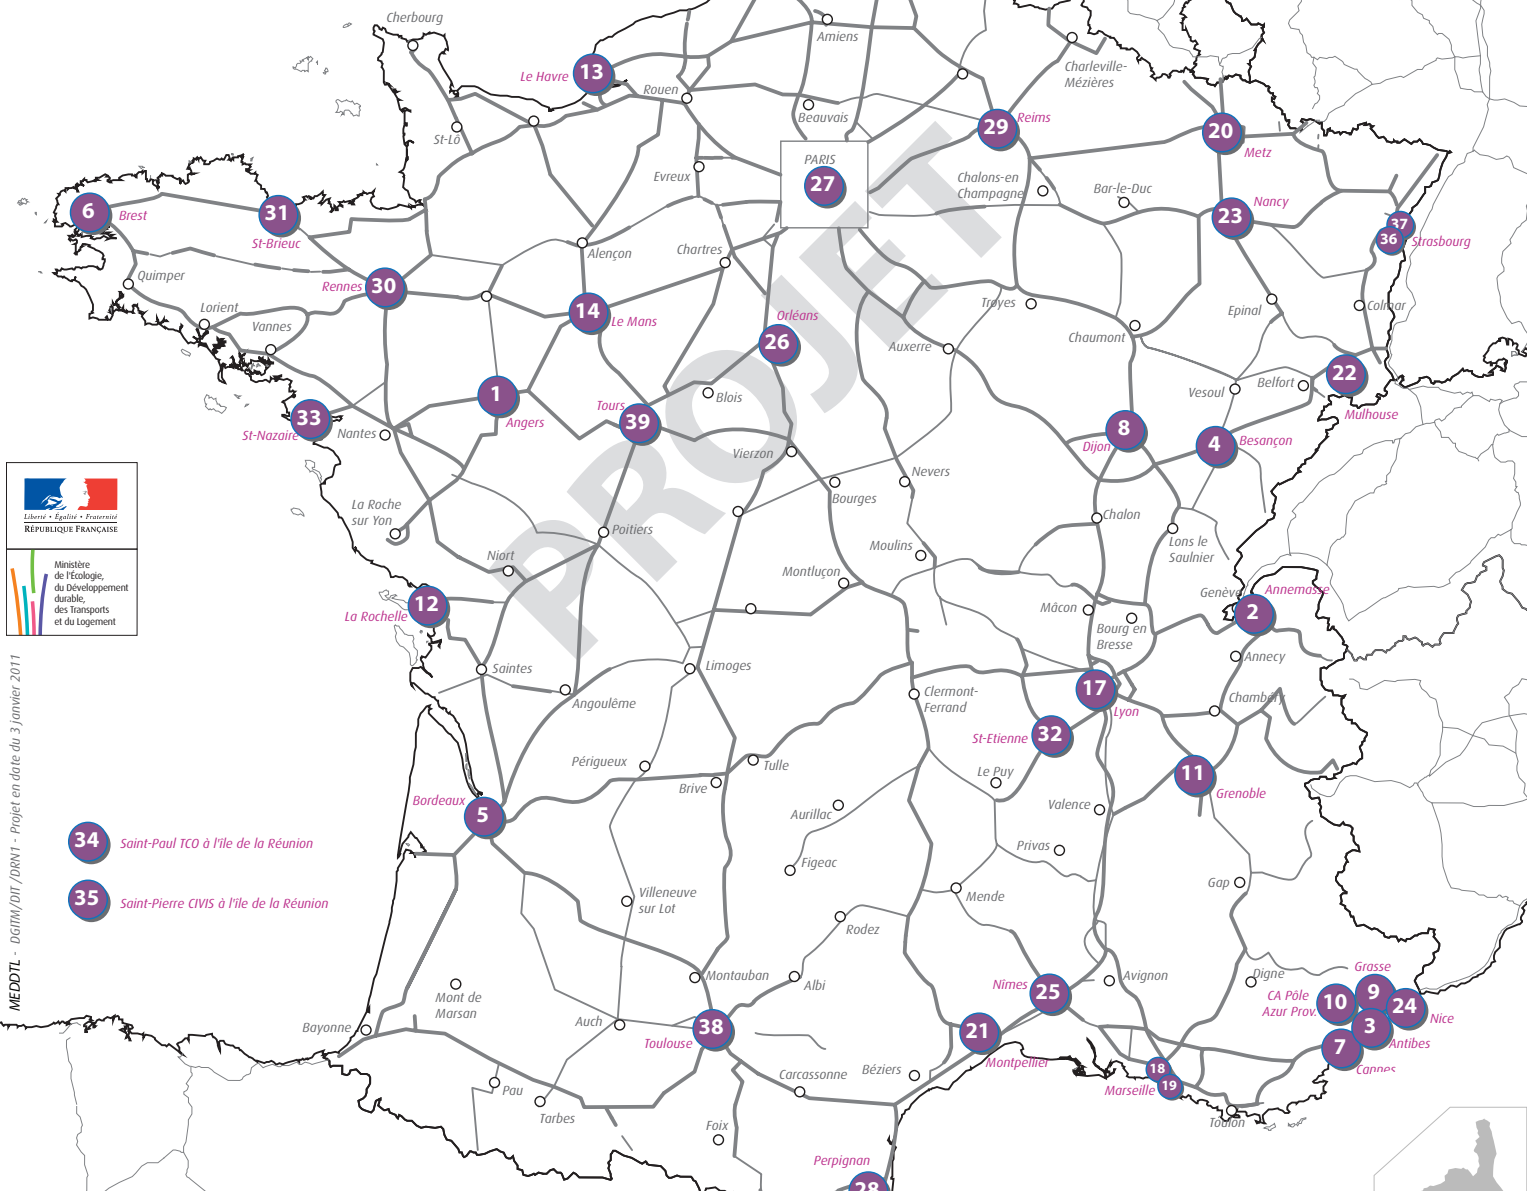 Cherbourg
Amiens
Charleville-
Mézières
Le Havre
13
Rouen
Beauvais
29
Reims
20
Metz
St-Lô
PARIS
27
Evreux
Chalons-en
Champagne
Bar-le-Duc
23
Nancy
6
Brest
31
St-Brieuc
37
36
Strasbourg
Alençon
Chartres
Quimper
Rennes
30
Lorient
Vannes
14
Le Mans
Orléans
26
Troyes
Auxerre
Chaumont
Epinal
Colmar
22
Mulhouse
Vesoul
Belfort
1
Angers
Tours
39
Blois
33
St-Nazaire
Nantes
Vierzon
8
Dijon
4
Besançon
PROJET
Liberté • Égalité • Fraternité
RÉPUBLIQUE FRANÇAISE
Ministère
de l'Écologie,
du Développement
durable,
des Transports
et du Logement
La Roche
sur Yon
Poitiers
Bourges
Nevers
Chalon
Lons le
Saulnier
Niort
Moulins
Montluçon
12
La Rochelle
Mâcon
Bourg en
Bresse
Genève
Annemasse
2
Annecy
Saintes
Angoulême
Limoges
Clermont-
Ferrand
17
Lyon
Chambéry
St-Etienne
32
Périgueux
Tulle
Brive
Le Puy
11
Grenoble
Bordeaux
5
Aurillac
Valence
34
Saint-Paul TCO à l'île de la Réunion
35
Saint-Pierre CIVIS à l'île de la Réunion
Figeac
Privas
Gap
Villeneuve
sur Lot
Mende
Rodez
MEDDTL - DGITM/DIT/DRN1 - Projet en date du 3 janvier 2011
Montauban
Albi
Mont de
Marsan
Nîmes
25
Avignon
Digne
Grasse
9
CA Pôle
Azur Prov.
10
24
Nice
3
Antibes
7
Cannes
Bayonne
Auch
38
Toulouse
21
Montpellier
Carcassonne
Béziers
18
19
Marseille
Toulon
Pau
Tarbes
Foix
Perpignan
28